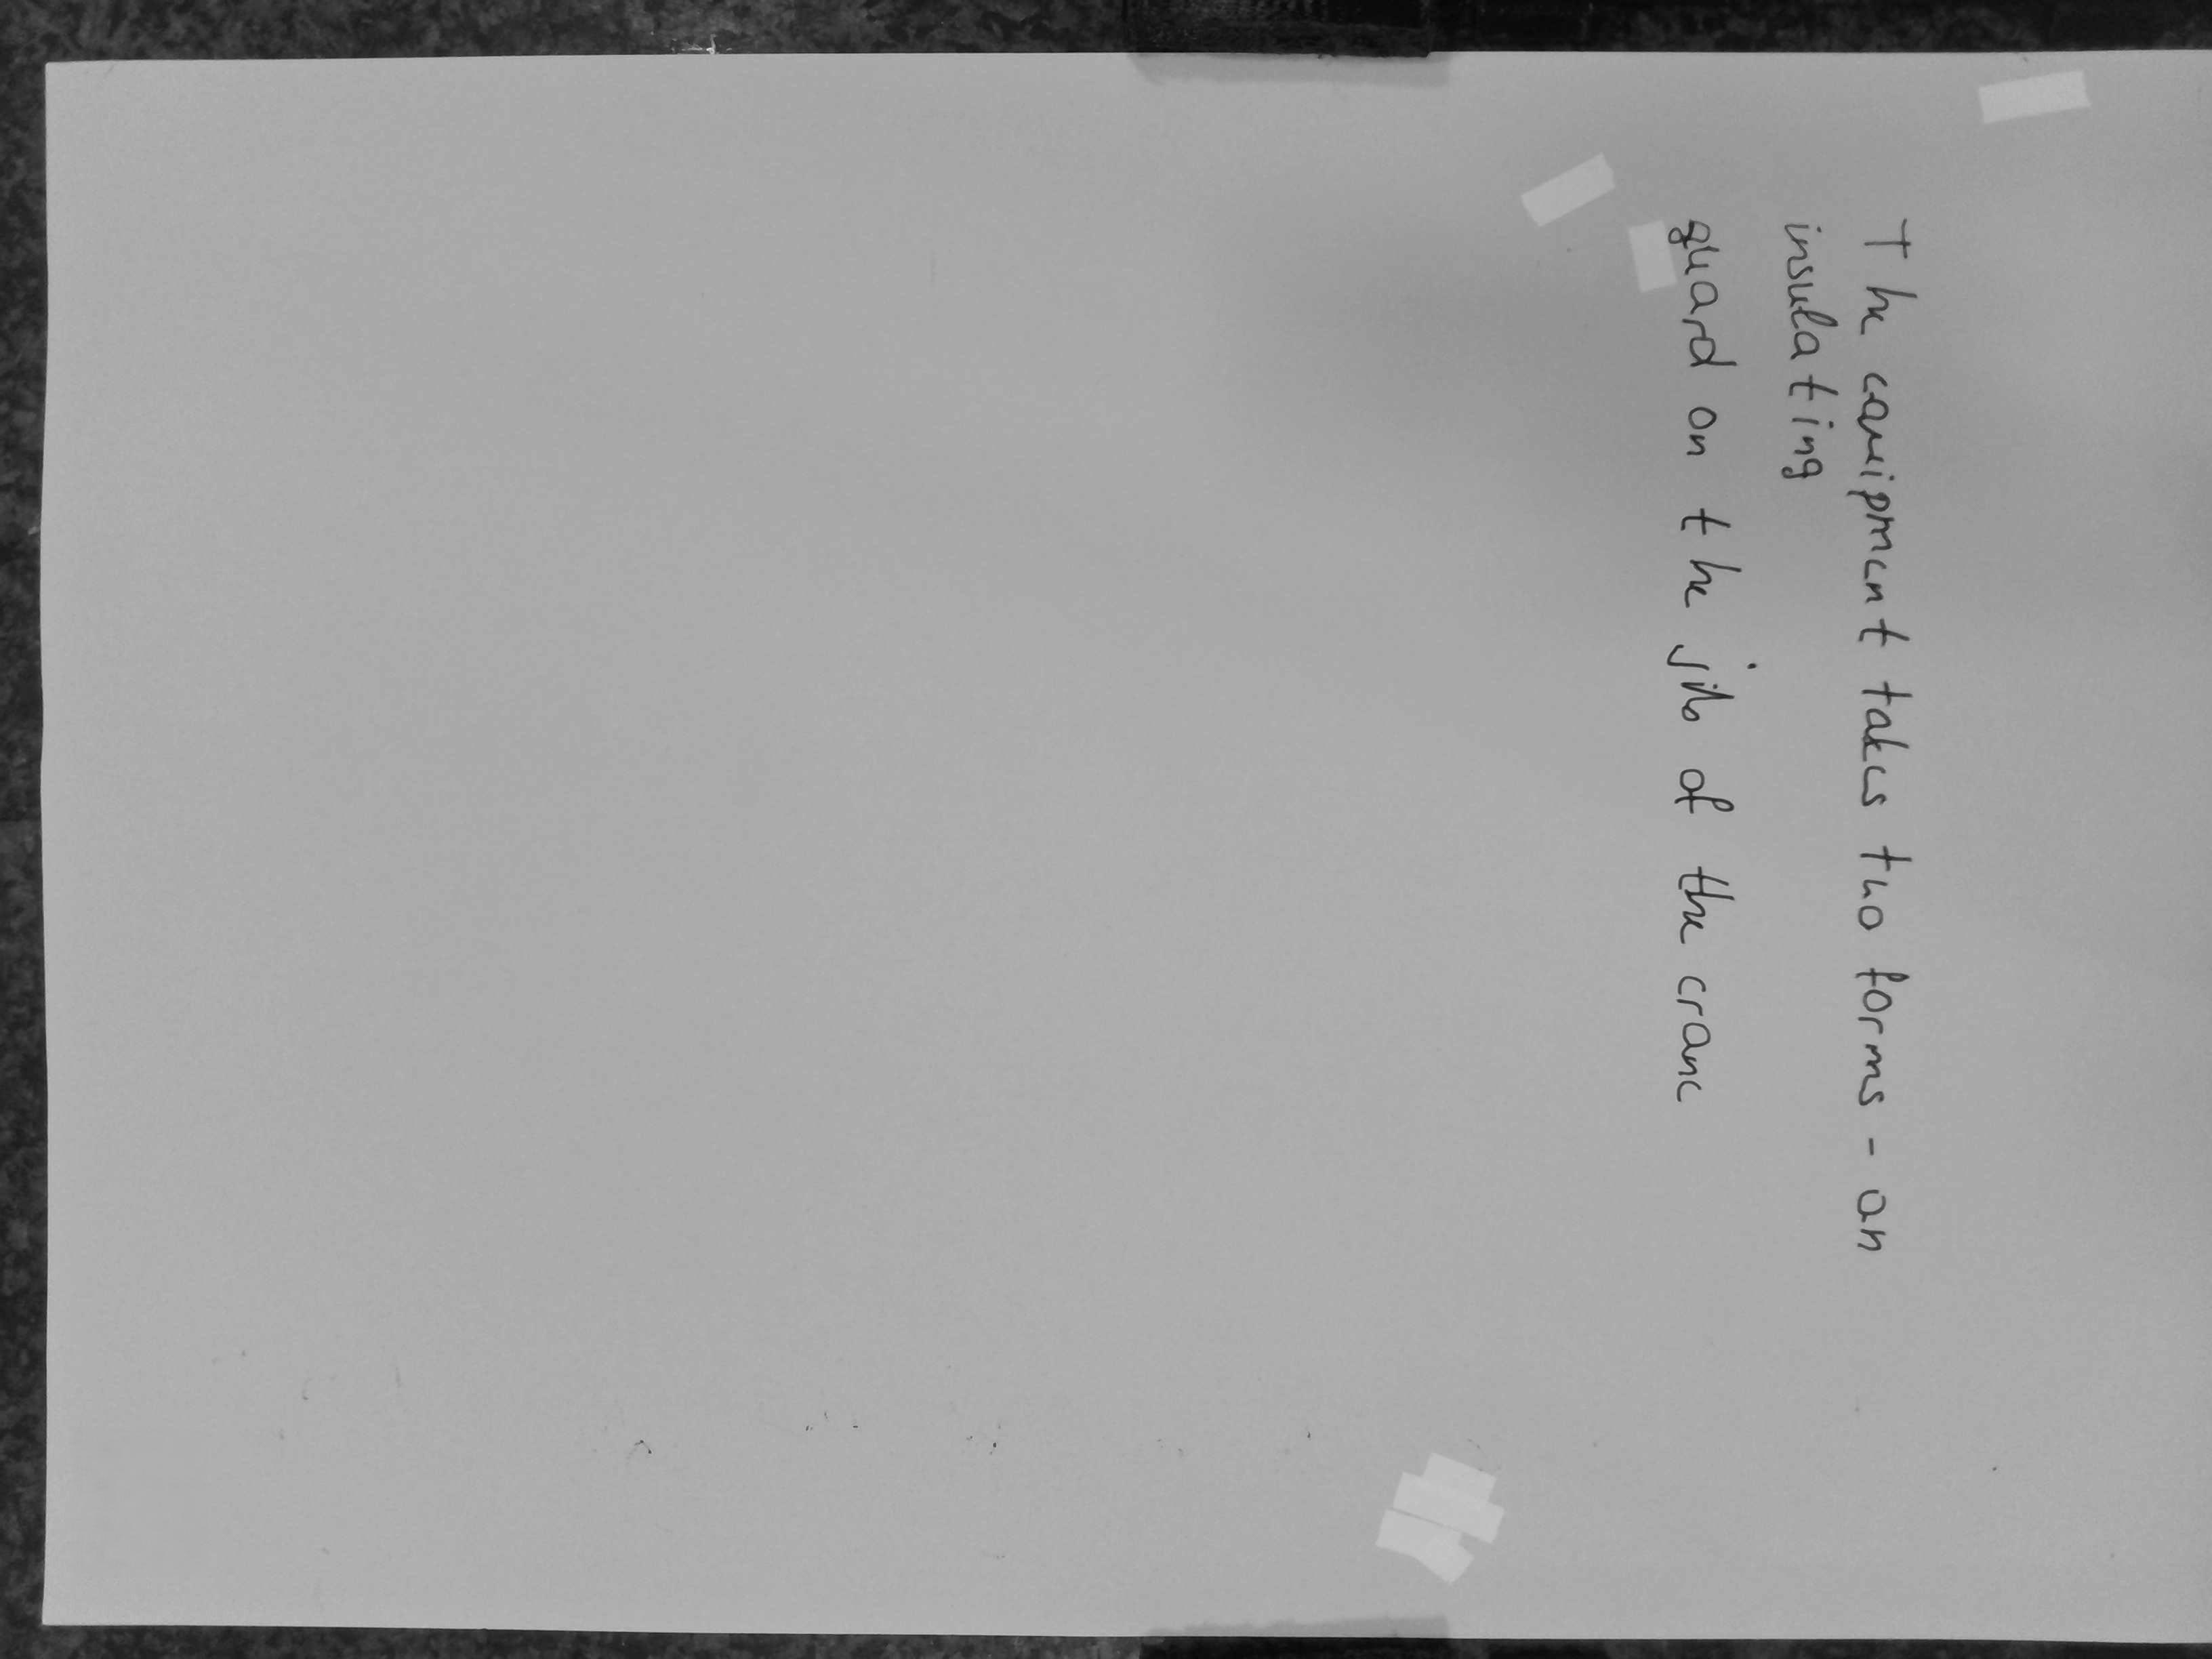 The equipment takes two forms - an
insulating
guard on the jib of the crane